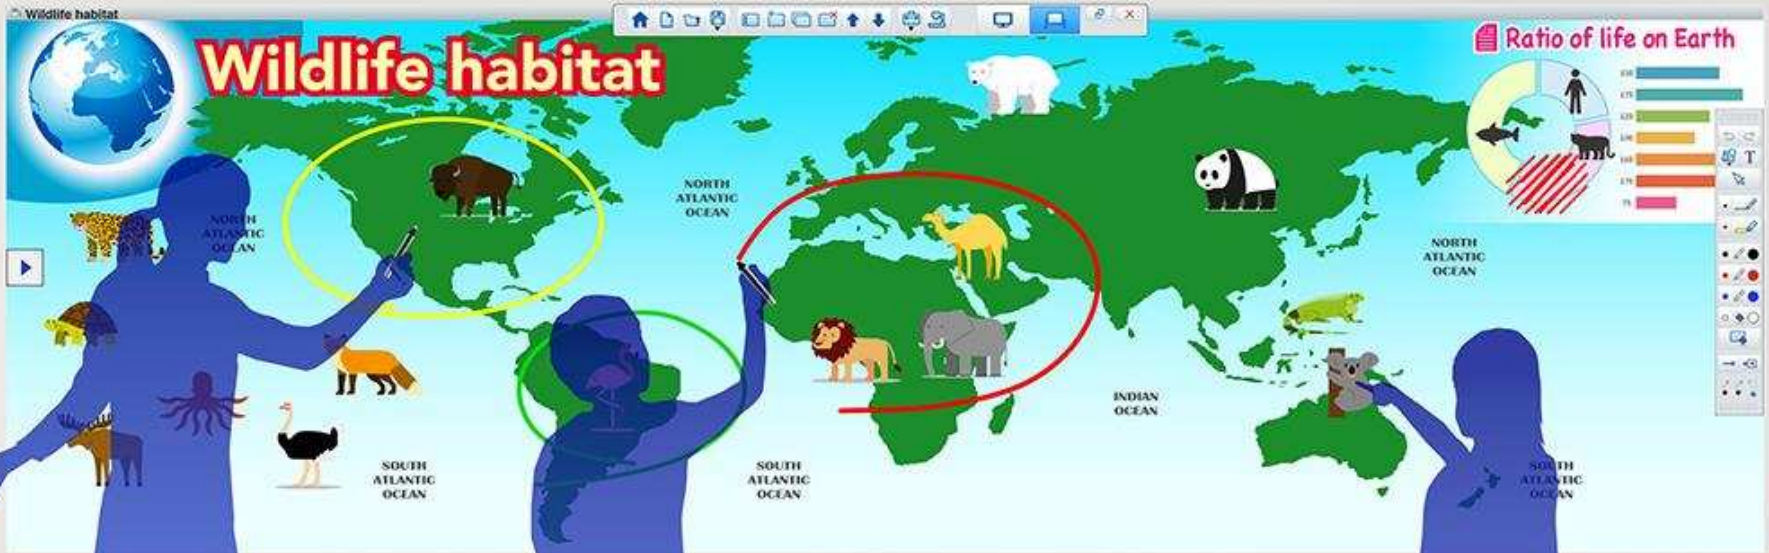 Wildlife habitat
Wildlife habitat
Ratio of life on Earth
NORTH
ATLANTIC
OCEAN
NORTH
ATLANTIC
OCEAN
NORTH
ATLANTIC
OCEAN
INDIAN
OCEAN
SOUTH
ATLANTIC
OCEAN
SOUTH
ATLANTIC
OCEAN
SOUTH
ATLANTIC
OCEAN
T